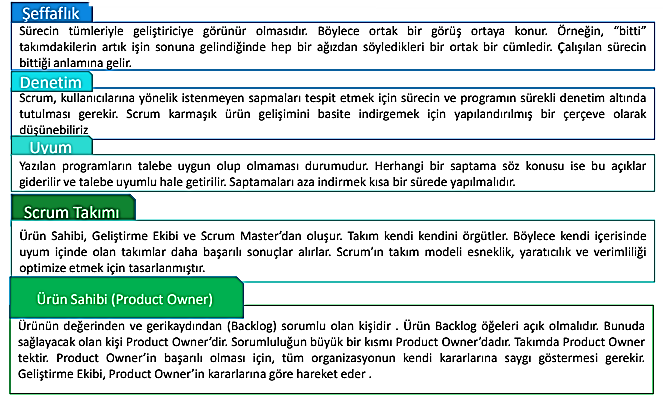 Şeffaflık
Sürecin tümleriyle geliştiriciye görünür olmasıdır. Böylece ortak bir görüş ortaya konur. Örneğin, “bitti”
takımdakilerin artık işin sonuna gelindiğinde hep bir ağızdan söyledikleri bir ortak bir cümledir. Çalışılan sürecin
bittiği anlamına gelir.
Denetim
Scrum, kullanıcılarına yönelik istenmeyen sapmaları tespit etmek için sürecin ve programın sürekli denetim altında
tutulması gerekir. Scrum karmaşık ürün gelişimini basite indirgemek için yapılandırılmış bir çerçeve olarak
düşünebiliriz
Uyum
Yazılan programların talebe uygun olup olmaması durumudur. Herhangi bir saptama söz konusu ise bu açıklar
giderilir ve talebe uyumlu hale getirilir. Saptamaları aza indirmek kısa bir sürede yapılmalıdır.
Scrum Takımı
Ürün Sahibi, Geliştirme Ekibi ve Scrum Master’dan oluşur. Takım kendi kendini örgütler. Böylece kendi içerisinde
uyum içinde olan takımlar daha başarılı sonuçlar alırlar. Scrum’ın takım modeli esneklik, yaratıcılık ve verimliliği
optimize etmek için tasarlanmıştır.
Ürün Sahibi (Product Owner)
Ürünün değerinden ve gerikaydından (Backlog) sorumlu olan kişidir . Ürün Backlog öğeleri açık olmalıdır. Bunuda
sağlayacak olan kişi Product Owner’dir. Sorumluluğun büyük bir kısmı Product Owner’dadır. Takımda Product Owner
tektir. Product Owner’in başarılı olması için, tüm organizasyonun kendi kararlarına saygı göstermesi gerekir.
Geliştirme Ekibi, Product Owner’in kararlarına göre hareket eder .